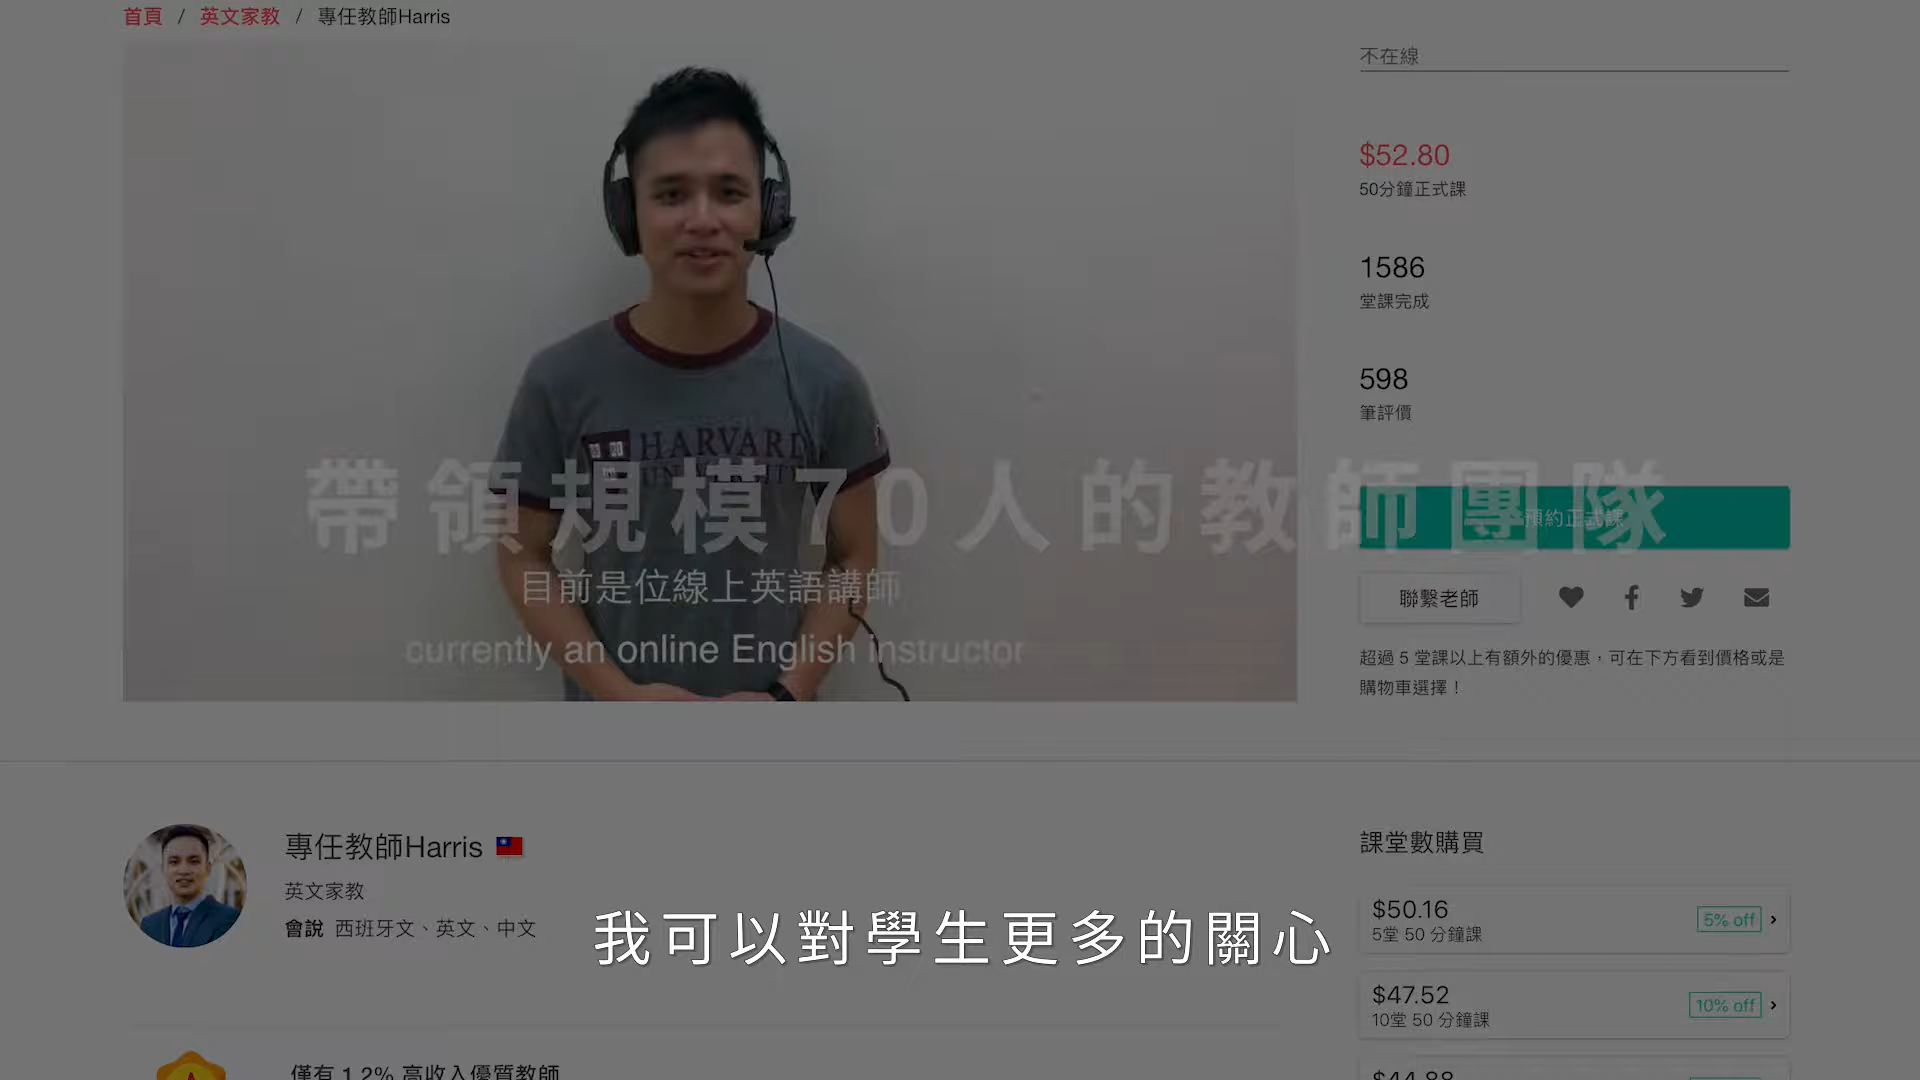 首頁 / 英文家教 / 專任教師Harris
不在線
$52.80
50分鐘正式課
1586
堂課完成
598
筆評價
HARVARD
帶領規模70人的教師團隊
預約正式課
目前是位線上英語講師
currently an online English instructor
聯繫老師
超過 5 堂課以上有額外的優惠，可在下方看到價格或是
購物車選擇！
專任教師Harris
英文家教
會說 西班牙文、英文、中文
課堂數購買
$50.16
5堂 50 分鐘課
5% off
我可以對學生更多的關心
$47.52
10堂 50 分鐘課
10% off
僅有 1.2% 高收入優質教師
$44.88